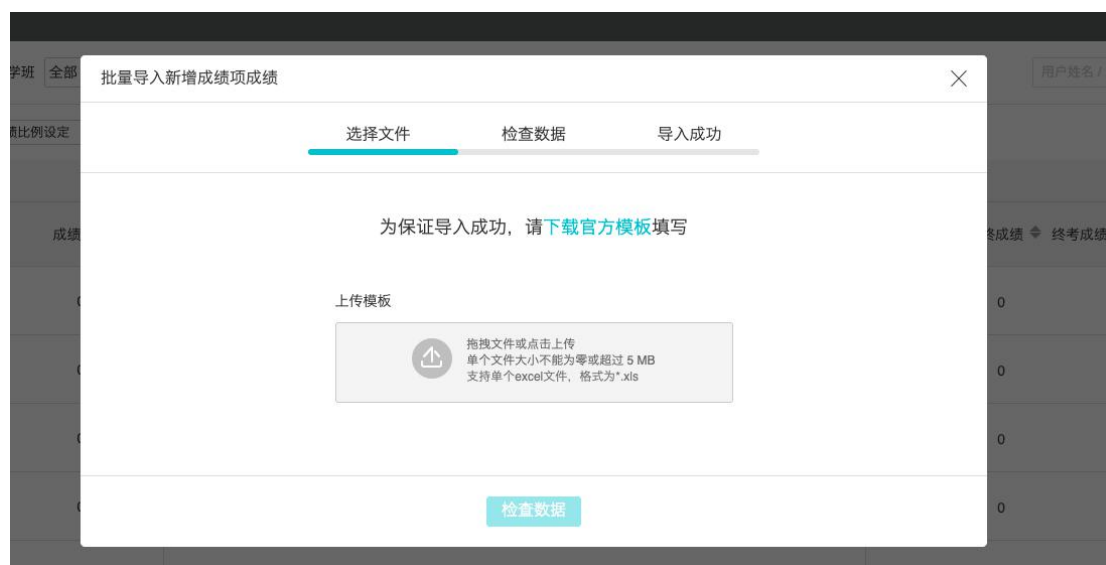 学班 全部
批量导入新增成绩项成绩
用户姓名 /
绩比例设定
选择文件 检查数据 导入成功
为保证导入成功，请下载官方模板填写
成绩
终成绩 终考成绩
上传模板
0
拖拽文件或点击上传
单个文件大小不能为零或超过 5 MB
支持单个excel文件，格式为*.xls
0
0
检查数据
0